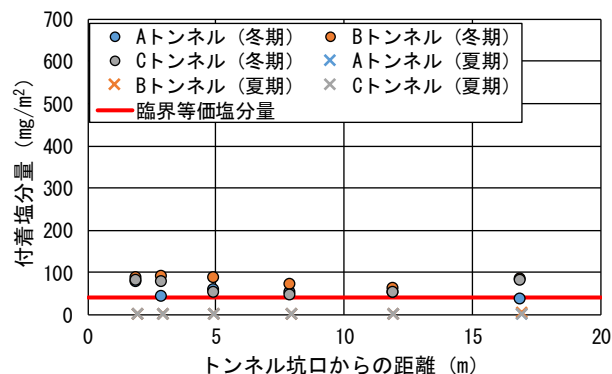 700
600
500
400
300
200
100
0
付着塩分量 (mg/m²)
Aトンネル (冬期)
Bトンネル (冬期)
Cトンネル (冬期)
Aトンネル (夏期)
Bトンネル (夏期)
Cトンネル (夏期)
臨界等価塩分量
0 5 10 15 20
トンネル坑口からの距離 (m)